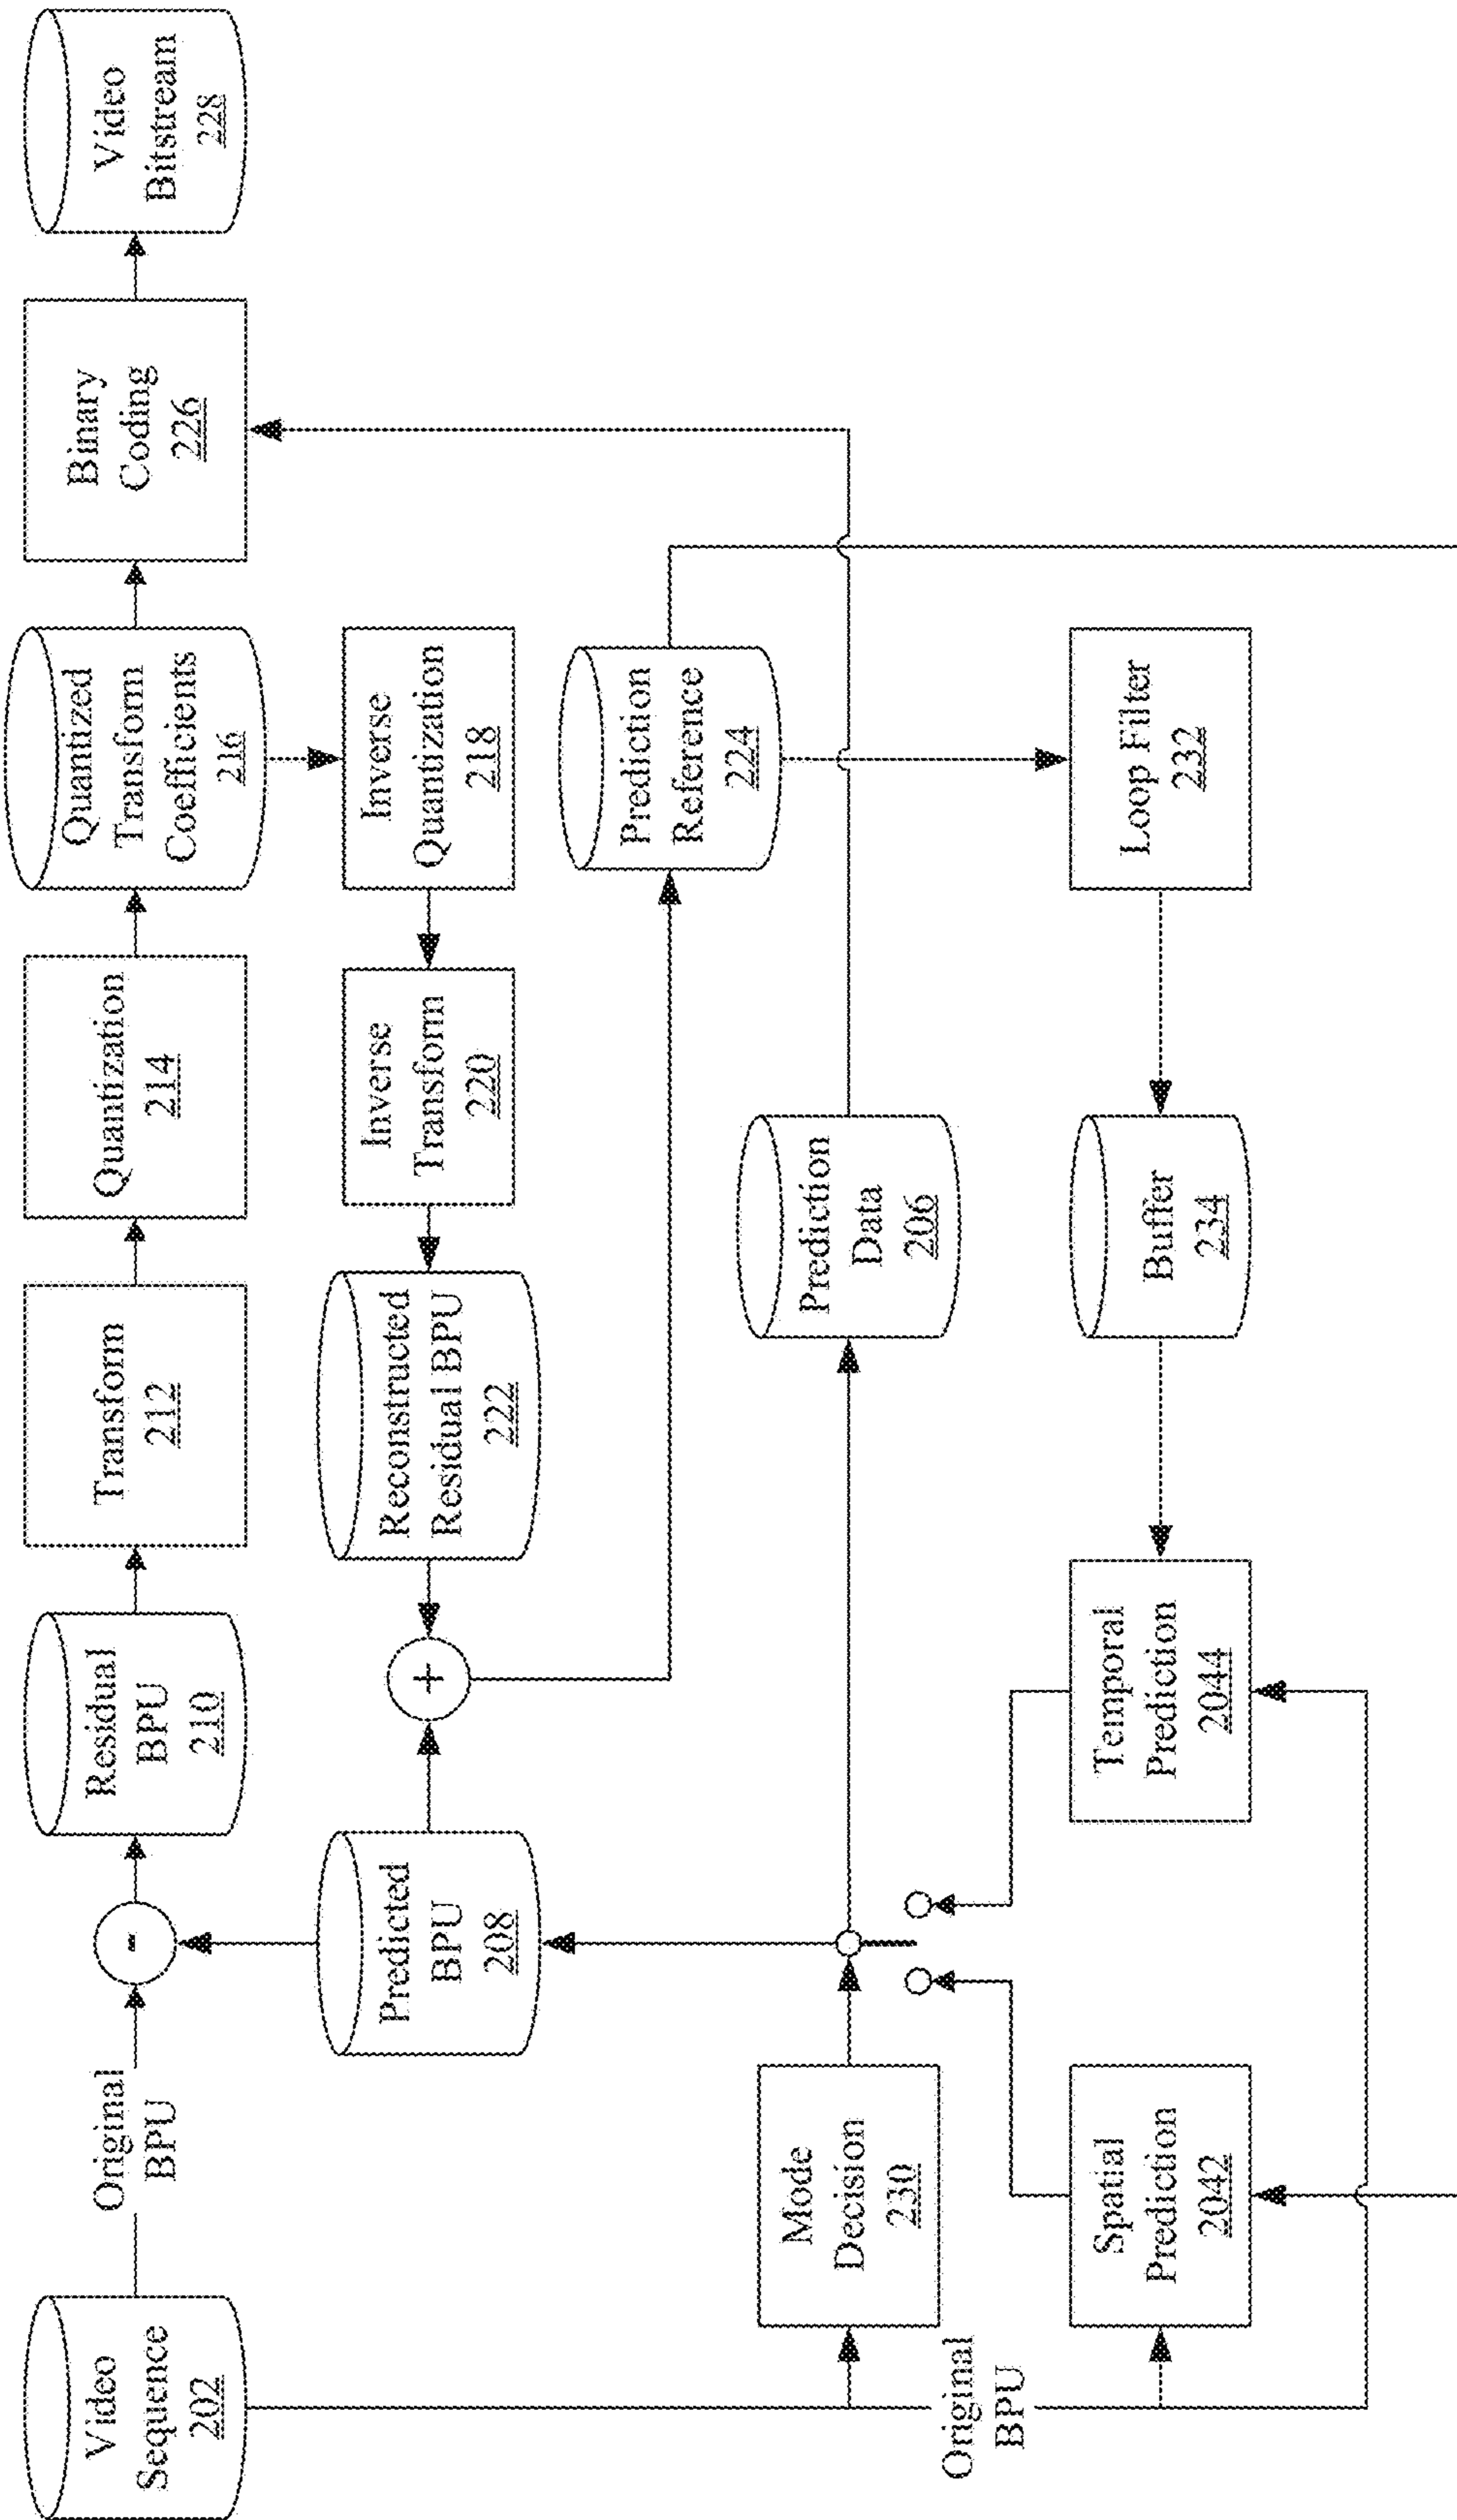 Video
Sequence
202
Original
BPU
-
Residual
BPU
210
Transform
212
Quantization
214
Quantized
Transform
Coefficients
216
Binary
Coding
226
Video
Bitstream
228
Predicted
BPU
208
+
Reconstructed
Residual BPU
222
Inverse
Transform
220
Inverse
Quantization
218
Prediction
Reference
224
Mode
Decision
230
Prediction
Data
206
Original
BPU
Spatial
Prediction
2042
Temporal
Prediction
2044
Buffer
234
Loop Filter
232